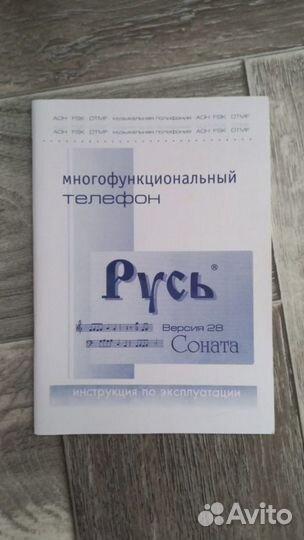 АОН FSK DTMF музыкальная полифония АОН FSK DTMF
АОН FSK DTMF музыкальная полифония АОН FSK DTMF
многофункциональный
телефон
Русь®
Версия 28
Соната
инструкция по эксплуатации
Avito